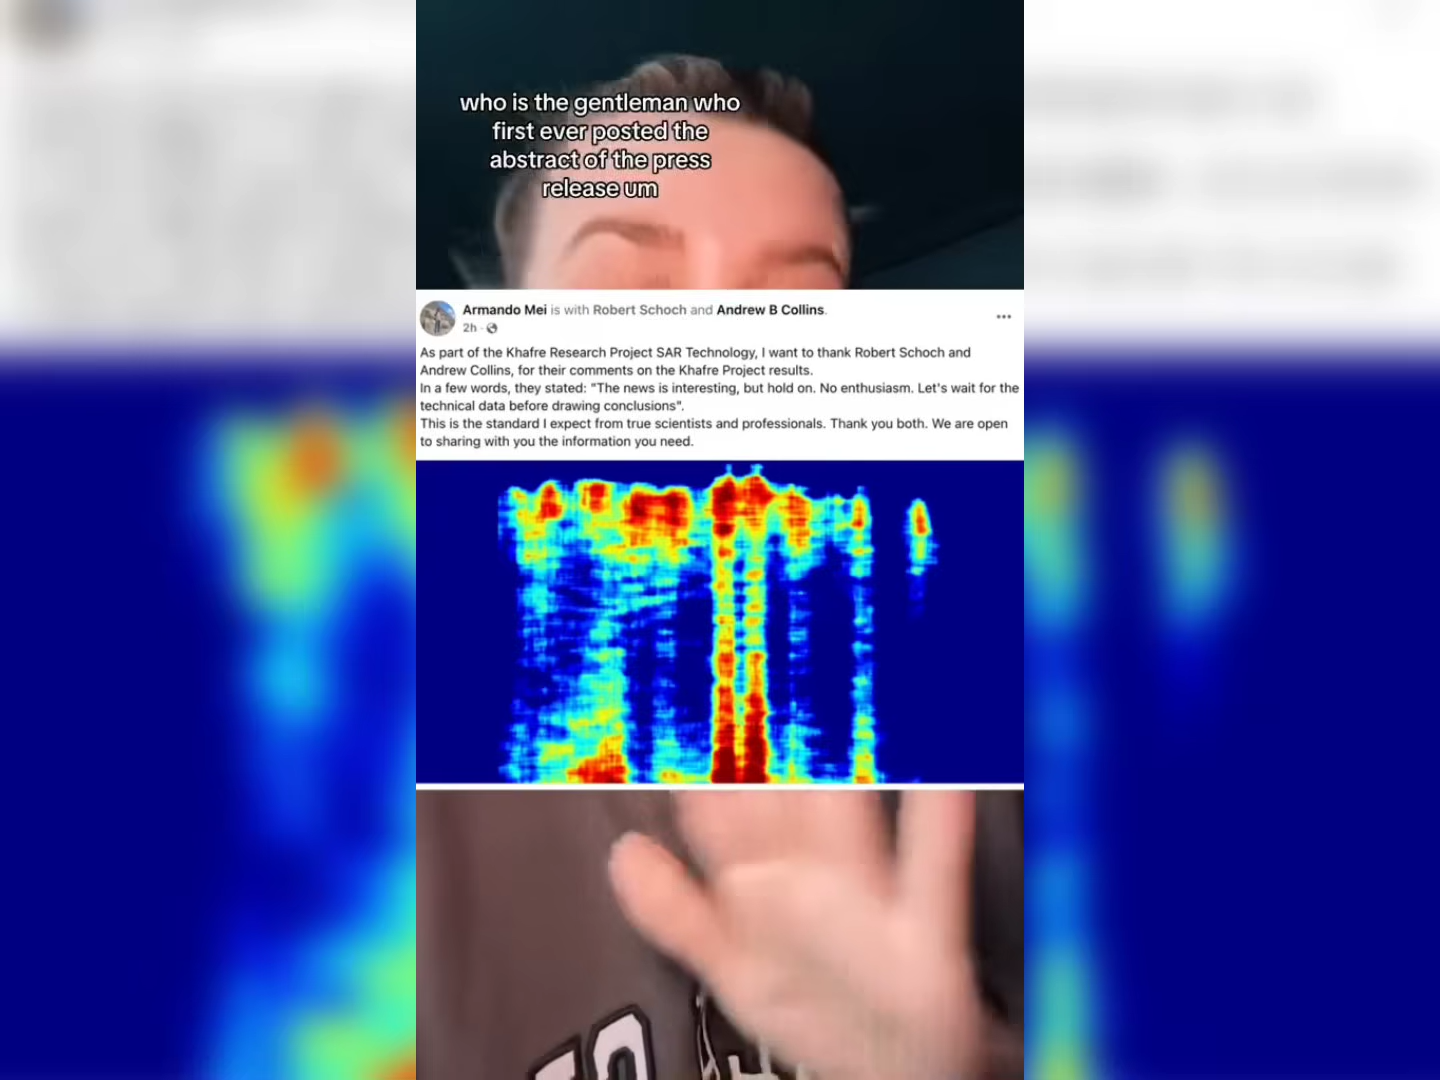 who is the gentleman who
first ever posted the
abstract of the press
release um
Armando Mei is with Robert Schoch and Andrew B Collins.
2h ·
As part of the Khafre Research Project SAR Technology, I want to thank Robert Schoch and
Andrew Collins, for their comments on the Khafre Project results.
In a few words, they stated: "The news is interesting, but hold on. No enthusiasm. Let's wait for the
technical data before drawing conclusions".
This is the standard I expect from true scientists and professionals. Thank you both. We are open
to sharing with you the information you need.